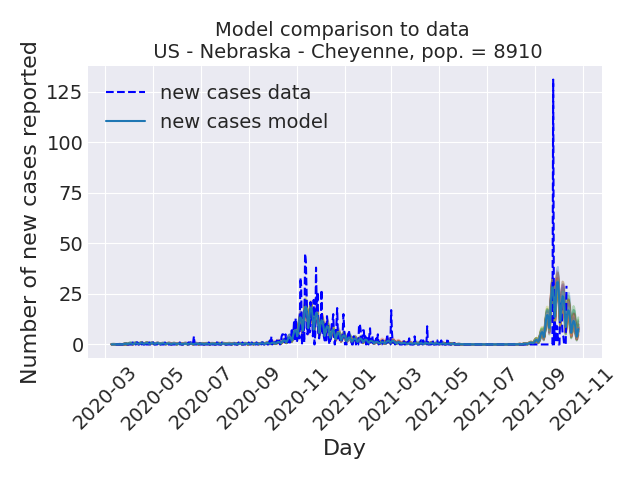 Model comparison to data
US - Nebraska - Cheyenne, pop. = 8910
Number of new cases reported
125
100
75
50
25
0
new cases data
new cases model
2020-03
2020-05
2020-07
2020-09
2020-11
2021-01
2021-03
2021-05
2021-07
2021-09
2021-11
Day